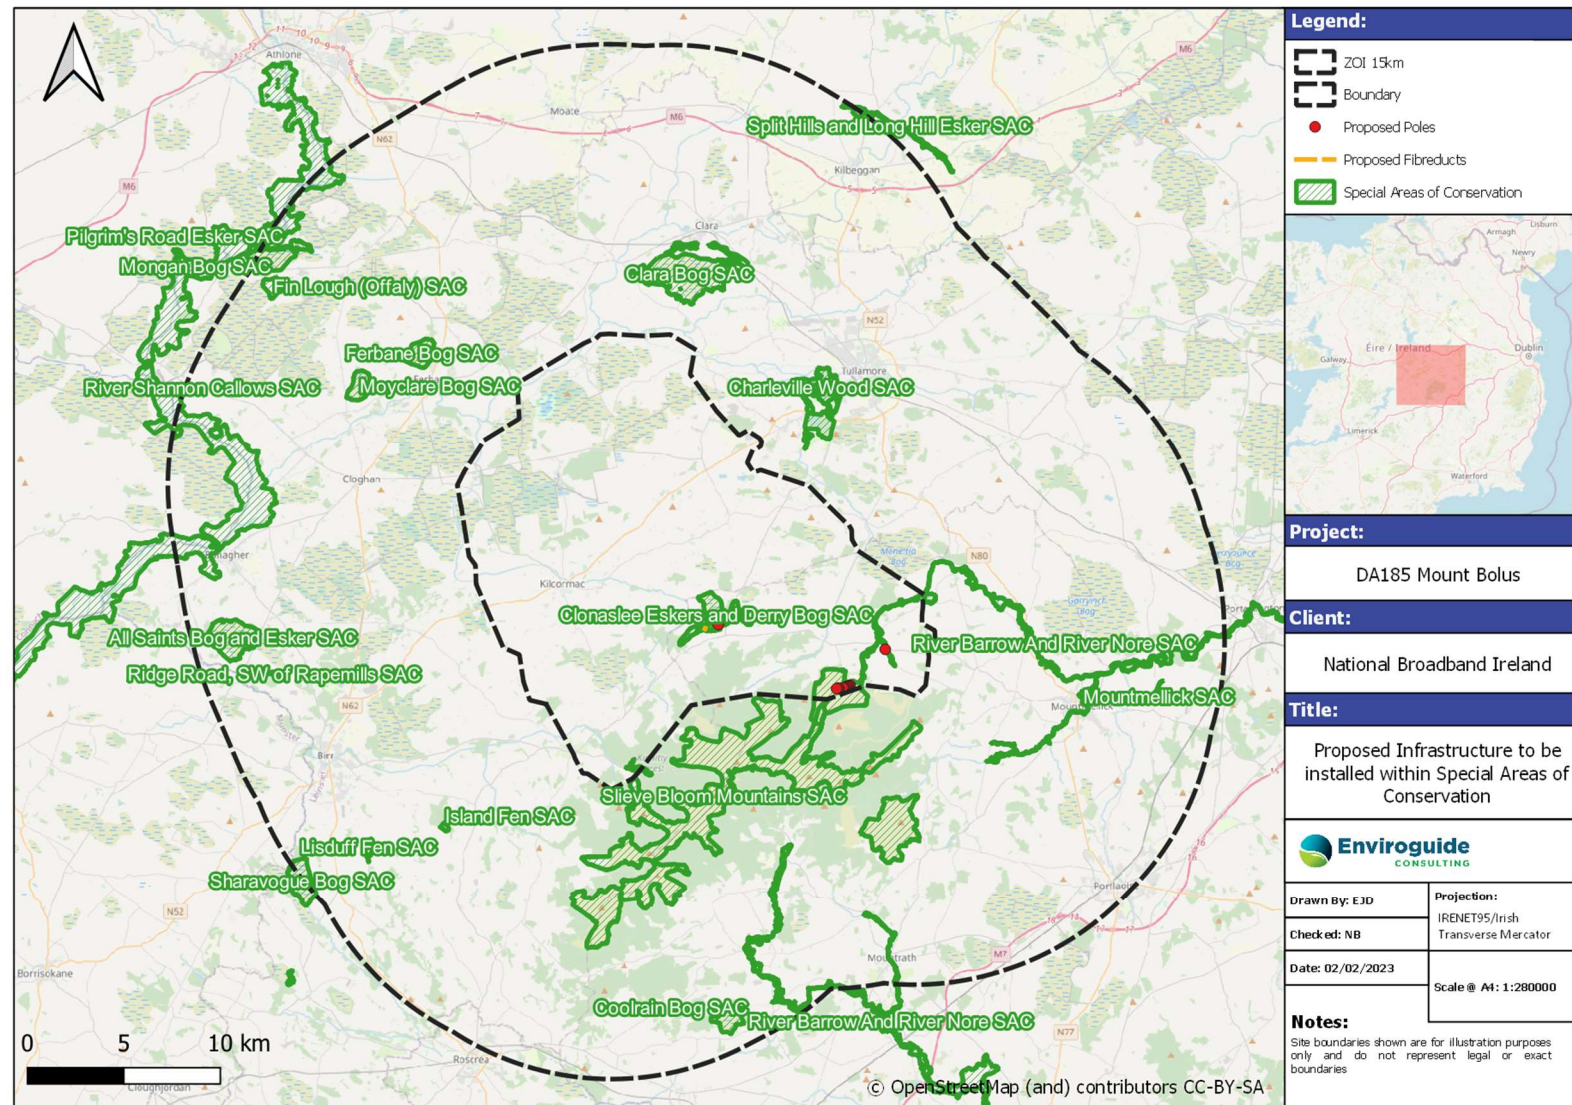 Athlone
Moate
M6
M6
M6
N62
Split Hills and Long Hill Esker SAC
Kilbeggan
Clara
Pilgrim's Road Esker SAC
Mongan Bog SAC
Fin Lough (Offaly) SAC
Clara Bog SAC
N52
Ferbane Bog SAC
Tullamore
River Shannon Callows SAC
Moyclare Bog SAC
Charleville Wood SAC
Cloghan
N80
Kilcormac
Clonaslee Eskers and Derry Bog SAC
All Saints Bog and Esker SAC
River Barrow And River Nore SAC
Ridge Road, SW of Rapemills SAC
N62
Mountmellick SAC
Birr
Slieve Bloom Mountains SAC
Island Fen SAC
Lisduff Fen SAC
Sharavogue Bog SAC
N52
Portlaoise
Mountrath
M7
Borrisokane
Coolrain Bog SAC
River Barrow And River Nore SAC
N77
Roscrea
Cloughjordan
0 5 10 km
© OpenStreetMap (and) contributors CC-BY-SA
Legend:
ZOI 15km
Boundary
Proposed Poles
Proposed Fibreducts
Special Areas of Conservation
Lisburn
Armagh
Newry
Éire / Ireland
Dublin
Galway
Limerick
Waterford
Project:
DA185 Mount Bolus
Client:
National Broadband Ireland
Title:
Proposed Infrastructure to be
installed within Special Areas of
Conservation
Enviroguide
CONSULTING
Drawn By: EJD
Checked: NB
Date: 02/02/2023
Projection:
IRENET95/Irish
Transverse Mercator
Scale @ A4: 1:280000
Notes:
Site boundaries shown are for illustration purposes
only and do not represent legal or exact
boundaries